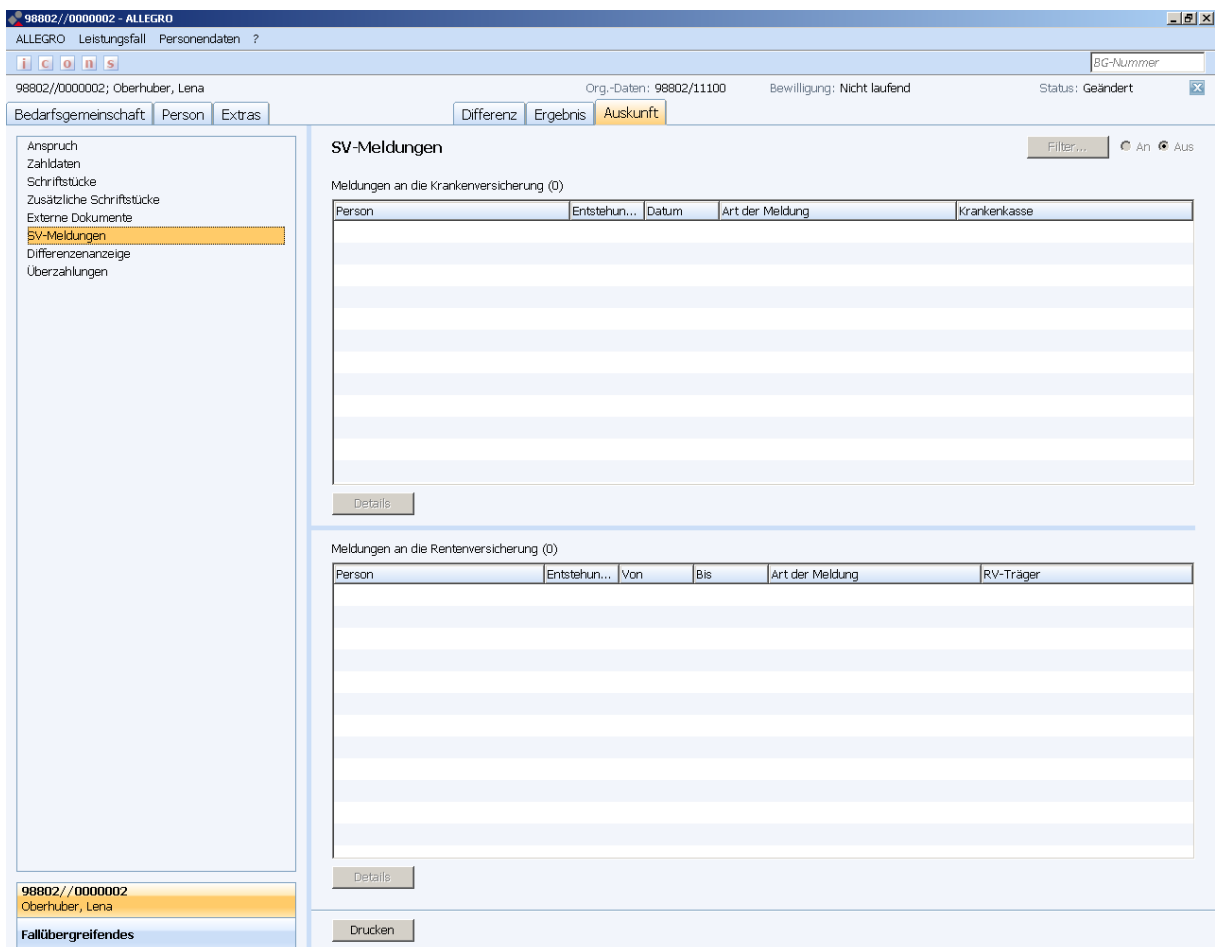 98802//0000002 - ALLEGRO
ALLEGRO Leistungsfall Personendaten ?
i c o n s
BG-Nummer
98802//0000002; Oberhuber, Lena Org.-Daten: 98802/11100 Bewilligung: Nicht laufend Status: Geändert
Bedarfsgemeinschaft Person Extras Differenz Ergebnis Auskunft
Anspruch
Zahldaten
Schriftstücke
Zusätzliche Schriftstücke
Externe Dokumente
SV-Meldungen
Differenzenanzeige
Überzahlungen
SV-Meldungen
Filter... An Aus
Meldungen an die Krankenversicherung (0)
Person Entstehun... Datum Art der Meldung Krankenkasse
Details
Meldungen an die Rentenversicherung (0)
Person Entstehun... Von Bis Art der Meldung RV-Träger
Details
98802//0000002
Oberhuber, Lena
Fallübergreifendes
Drucken